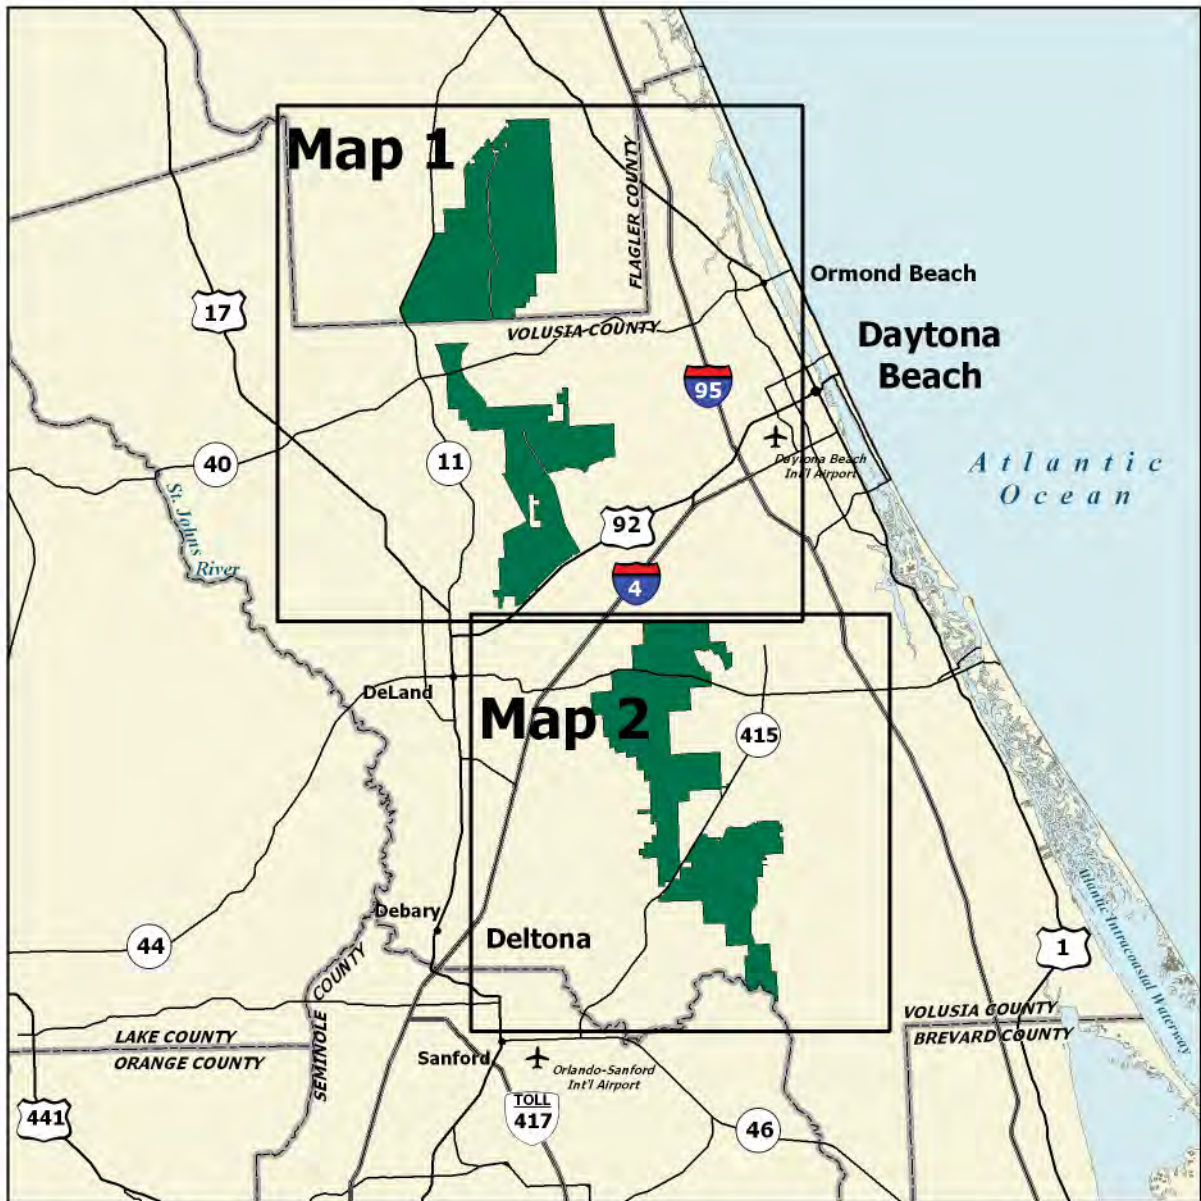 Map 1
FLAGLER COUNTY
Ormond Beach
17
VOLUSIA COUNTY
Daytona
Beach
95
40
11
Daytona Beach
Int'l Airport
Atlantic
Ocean
St. Johns
River
92
4
DeLand
Map 2
415
Debary
Deltona
44
1
Atlantic Intracoastal Waterway
SEMINOLE COUNTY
VOLUSIA COUNTY
BREVARD COUNTY
LAKE COUNTY
ORANGE COUNTY
Sanford
Orlando-Sanford
Int'l Airport
TOLL
417
441
46